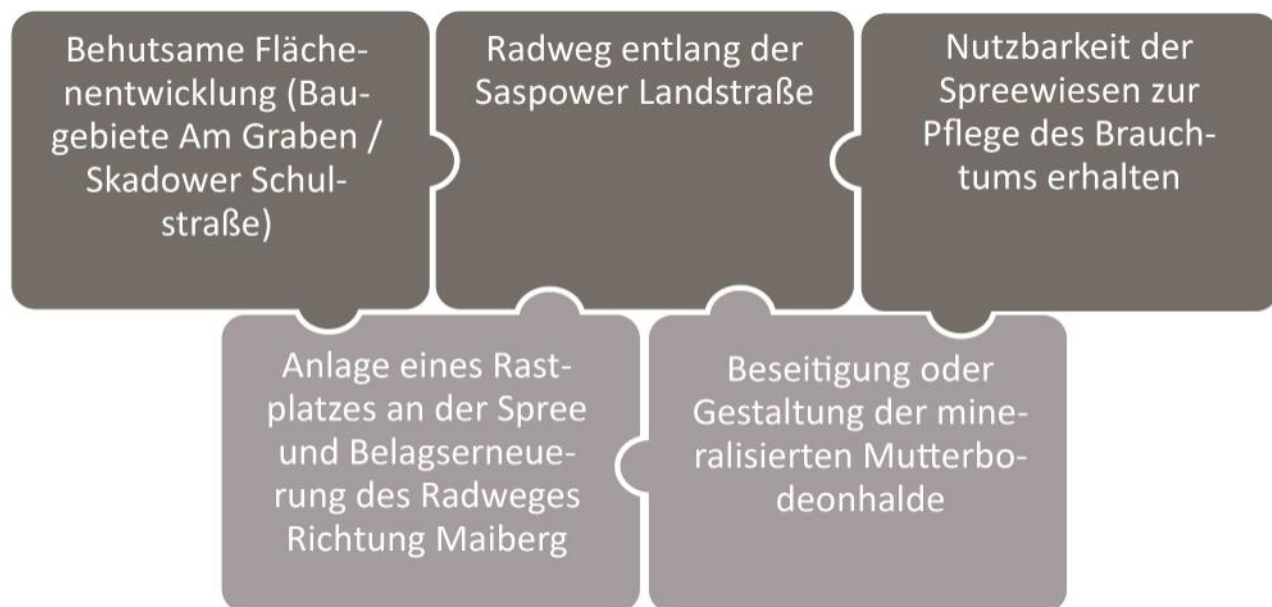 Behutsame Fläche-
nentwicklung (Bau-
gebiete Am Graben /
Skadower Schul-
straße)
Radweg entlang der
Saspower Landstraße
Nutzbarkeit der
Spreewiesen zur
Pflege des Brauch-
tums erhalten
Anlage eines Rast-
platzes an der Spree
und Belagserneue-
rung des Radweges
Richtung Maiberg
Beseitigung oder
Gestaltung der mine-
ralisierten Mutterbo-
deonhalde